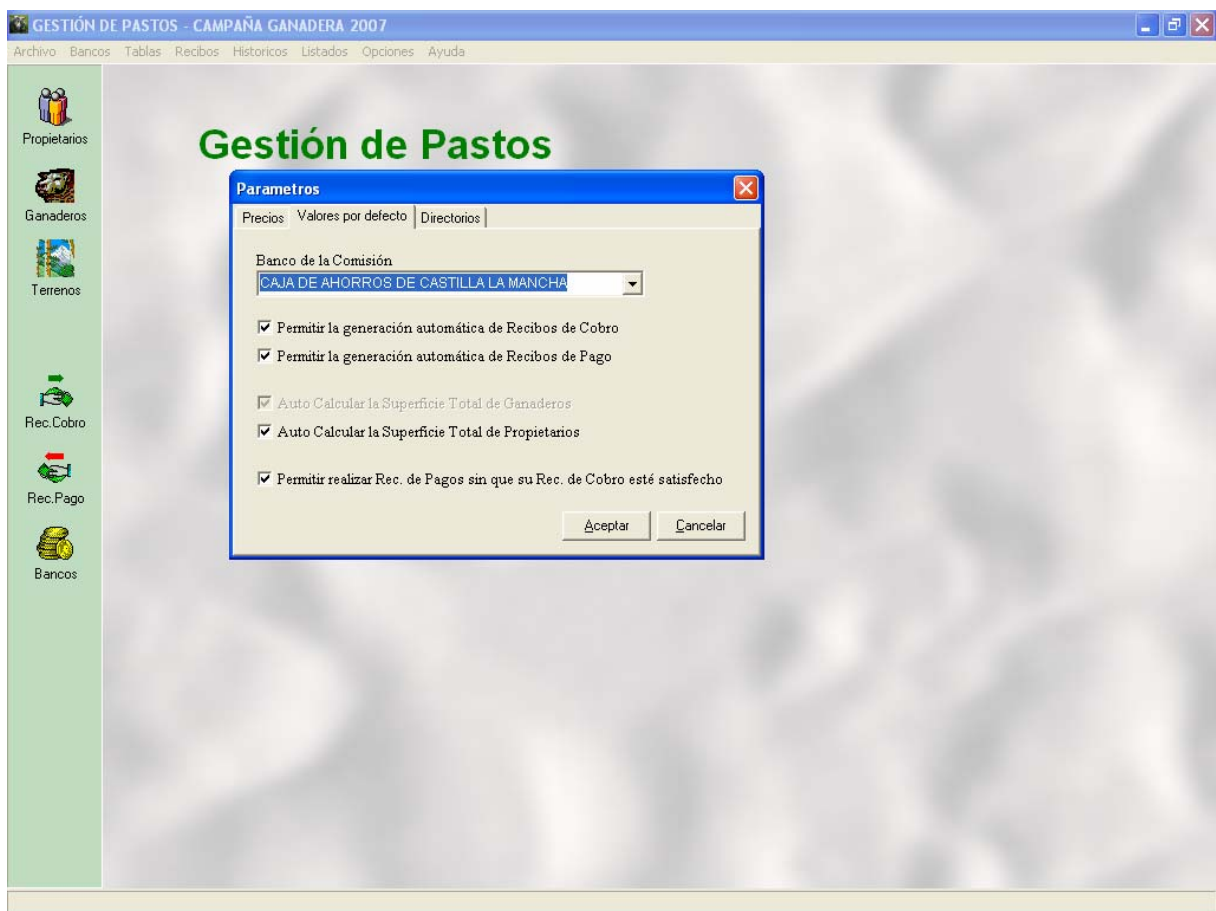 GESTIÓN DE PASTOS - CAMPAÑA GANADERA 2007
Archivo Bancos Tablas Recibos Historicos Listados Opciones Ayuda
Propietarios
Ganaderos
Terrenos
Rec.Cobro
Rec.Pago
Bancos
Gestión de Pastos
Parametros
Precios Valores por defecto Directorios
Banco de la Comisión
CAJA DE AHORROS DE CASTILLA LA MANCHA
Permitir la generación automática de Recibos de Cobro
Permitir la generación automática de Recibos de Pago
Auto Calcular la Superficie Total de Ganaderos
Auto Calcular la Superficie Total de Propietarios
Permitir realizar Rec. de Pagos sin que su Rec. de Cobro esté satisfecho
Aceptar Cancelar